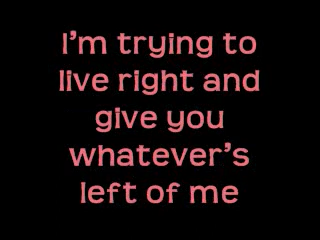 I'm trying to
live right and
give you
whatever's
left of me